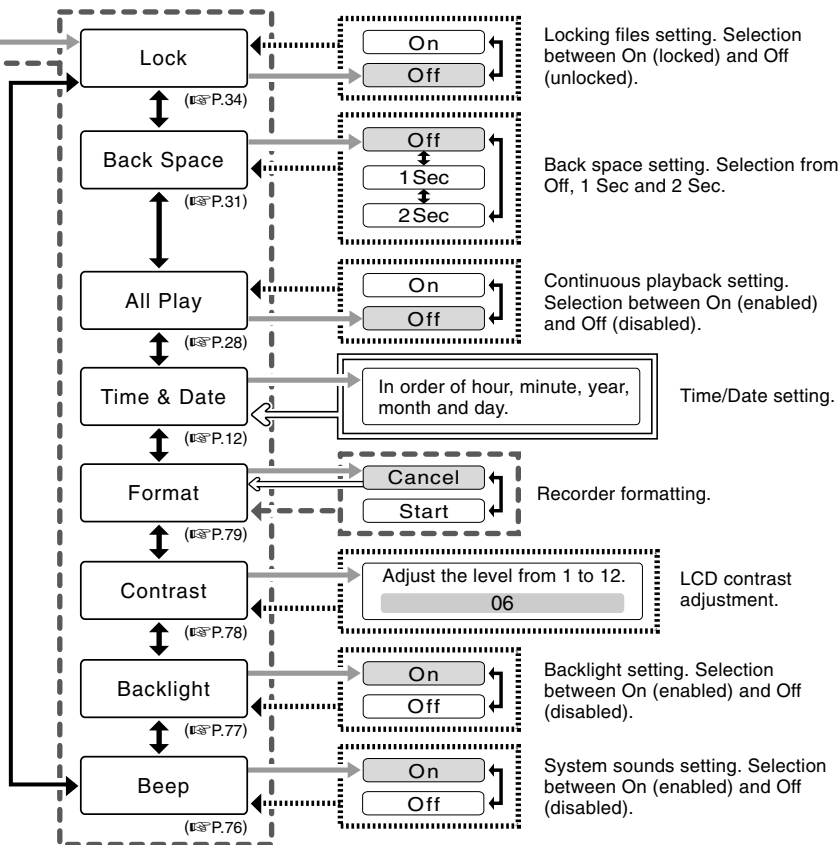 Lock
(☞P.34)
On
Off
Locking files setting. Selection
between On (locked) and Off
(unlocked).
Back Space
(☞P.31)
Off
1Sec
2Sec
Back space setting. Selection from
Off, 1 Sec and 2 Sec.
All Play
(☞P.28)
On
Off
Continuous playback setting.
Selection between On (enabled)
and Off (disabled).
Time & Date
(☞P.12)
In order of hour, minute, year,
month and day.
Time/Date setting.
Format
(☞P.79)
Cancel
Start
Recorder formatting.
Contrast
(☞P.78)
Adjust the level from 1 to 12.
06
LCD contrast
adjustment.
Backlight
(☞P.77)
On
Off
Backlight setting. Selection
between On (enabled) and Off
(disabled).
Beep
(☞P.76)
On
Off
System sounds setting. Selection
between On (enabled) and Off
(disabled).